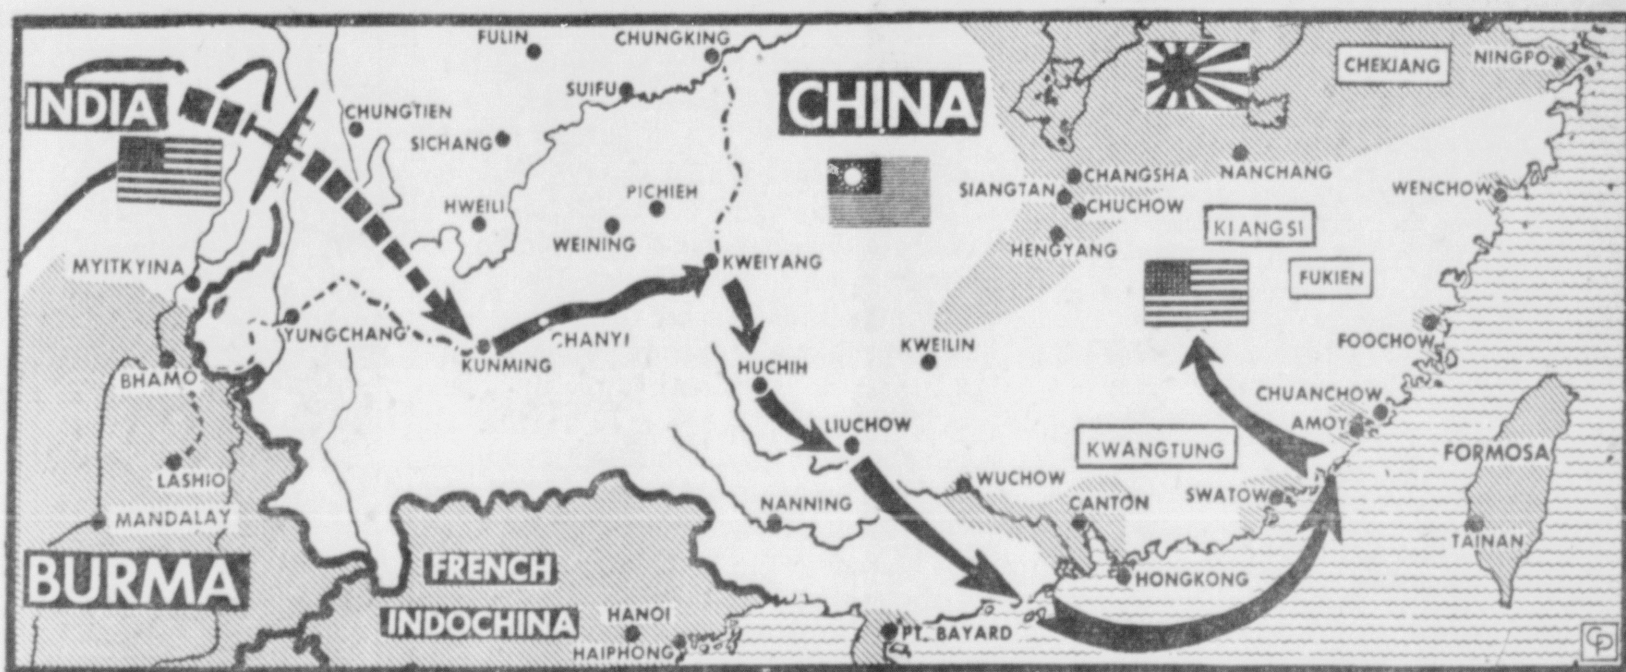 FULIN
CHUNGKING
CHEKIANG
NINGPO
SUIFU
INDIA
CHINA
CHUNGTIEN
SICHANG
CHANGSHA
NANCHANG
SIANGTAN
WENCHOW
PICHIEH
HWEILI
CHUCHOW
WEINING
KIANGSI
HENGYANG
MYITKYINA
KWEIYANG
FUKIEN
YUNGCHANG
CHANYI
FOOCHOW
KWEILIN
KUNMING
HUCHIH
BHAMO
CHUANCHOW
LIUCHOW
AMOY
KWANGTUNG
FORMOSA
LASHIO
WUCHOW
NANNING
CANTON
SWATOW
MANDALAY
TAINAN
BURMA
FRENCH
INDOCHINA
HONGKONG
HANOI
PT. BAYARD
HAIPHONG
CP